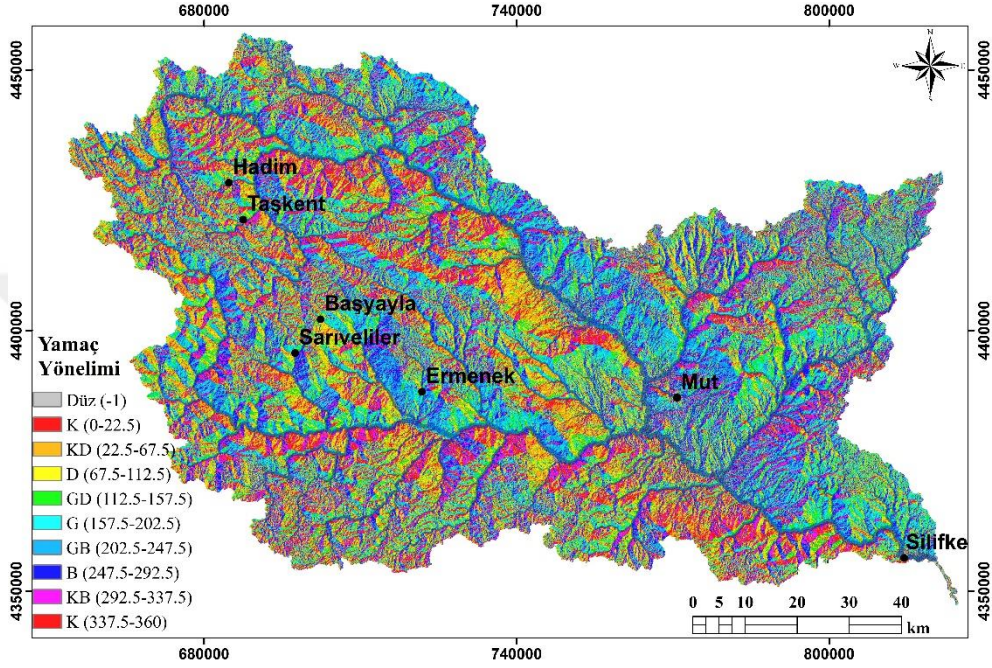 680000 740000 800000
4450000 4450000
N
W E
S
Hadim
Taşkent
4400000 4400000
Başyayla
Sarıveliler
Ermenek
Mut
Silifke
Yamaç
Yönelimi
Düz (-1)
K (0-22.5)
KD (22.5-67.5)
D (67.5-112.5)
GD (112.5-157.5)
G (157.5-202.5)
GB (202.5-247.5)
B (247.5-292.5)
KB (292.5-337.5)
K (337.5-360)
4350000 4350000
0 5 10 20 30 40
km
680000 740000 800000